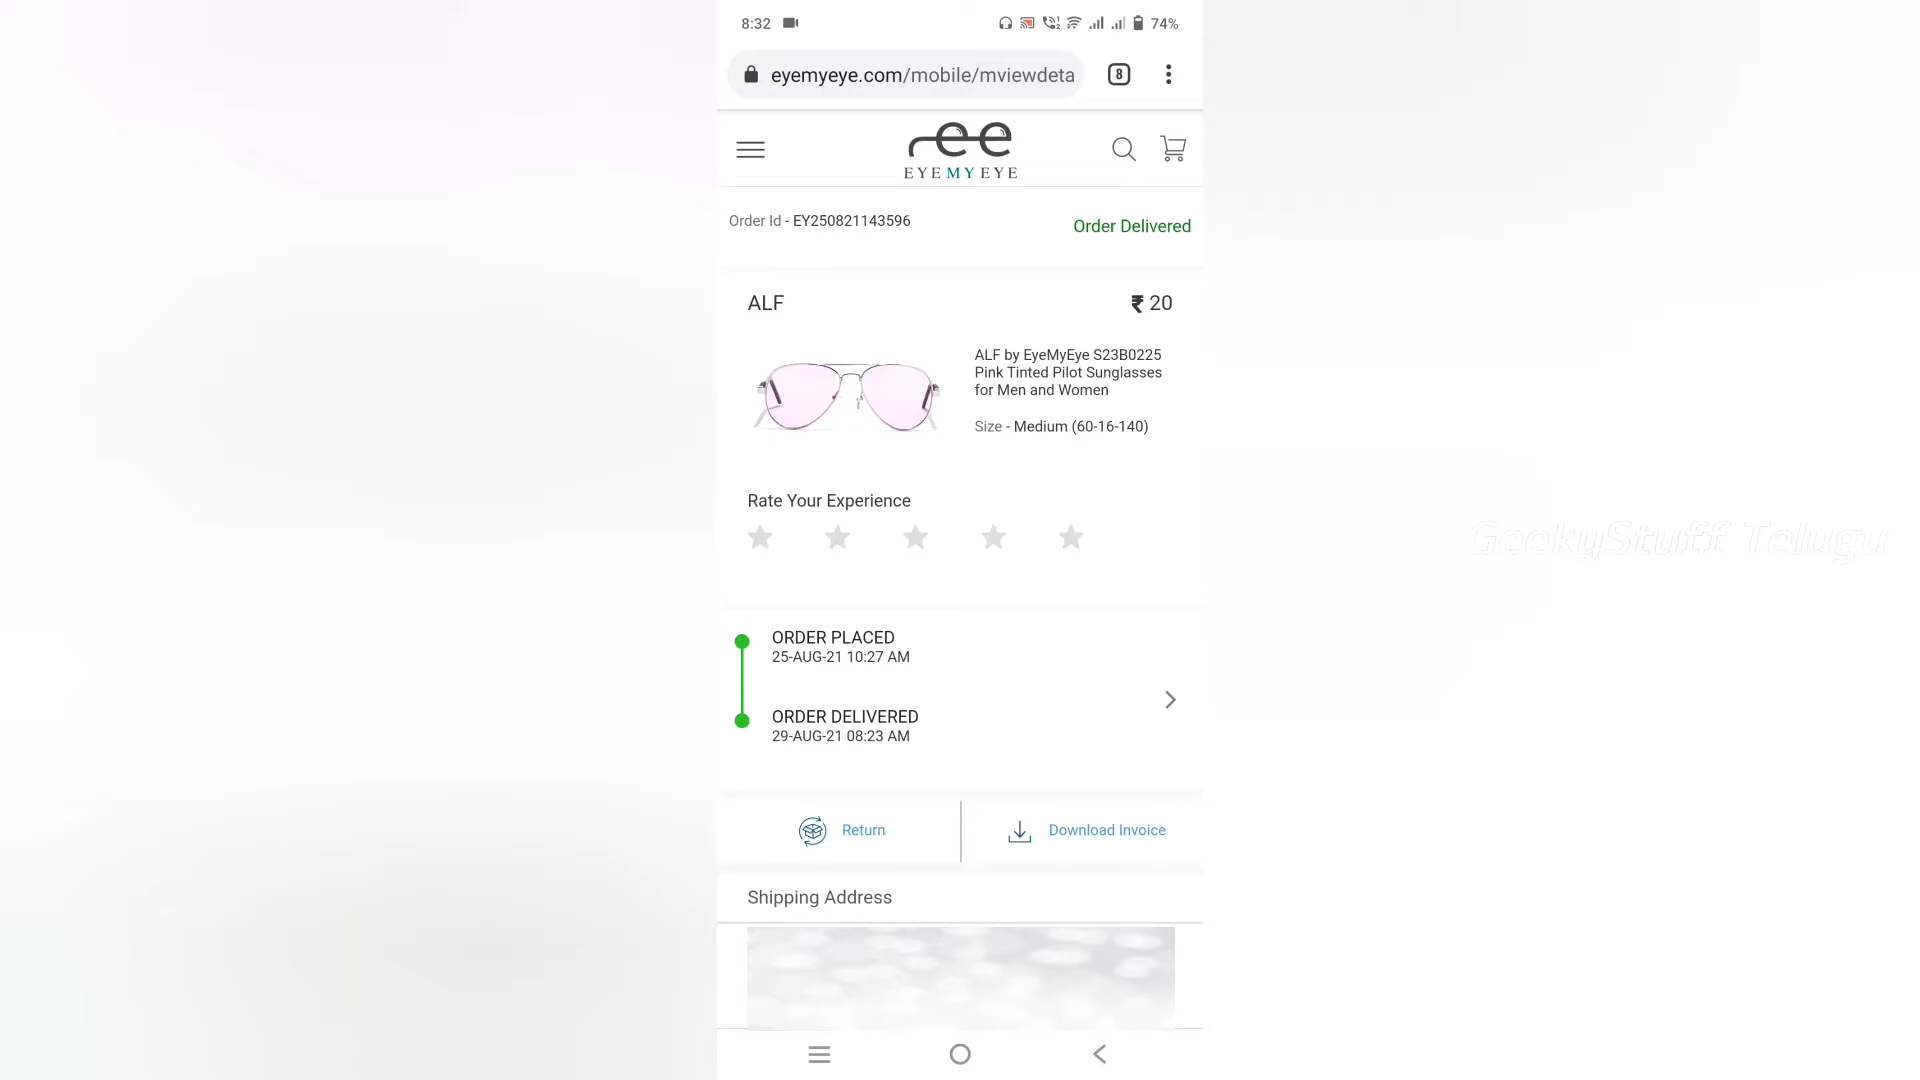 8:32
74%
eyemyeye.com/mobile/mviewdeta
8
EYE MY EYE
Order Id - EY250821143596
Order Delivered
ALF
₹ 20
ALF by EyeMyEye S23B0225
Pink Tinted Pilot Sunglasses
for Men and Women
Size - Medium (60-16-140)
Rate Your Experience
ORDER PLACED
25-AUG-21 10:27 AM
ORDER DELIVERED
29-AUG-21 08:23 AM
Return
Download Invoice
Shipping Address
GeekyStuff Telugu